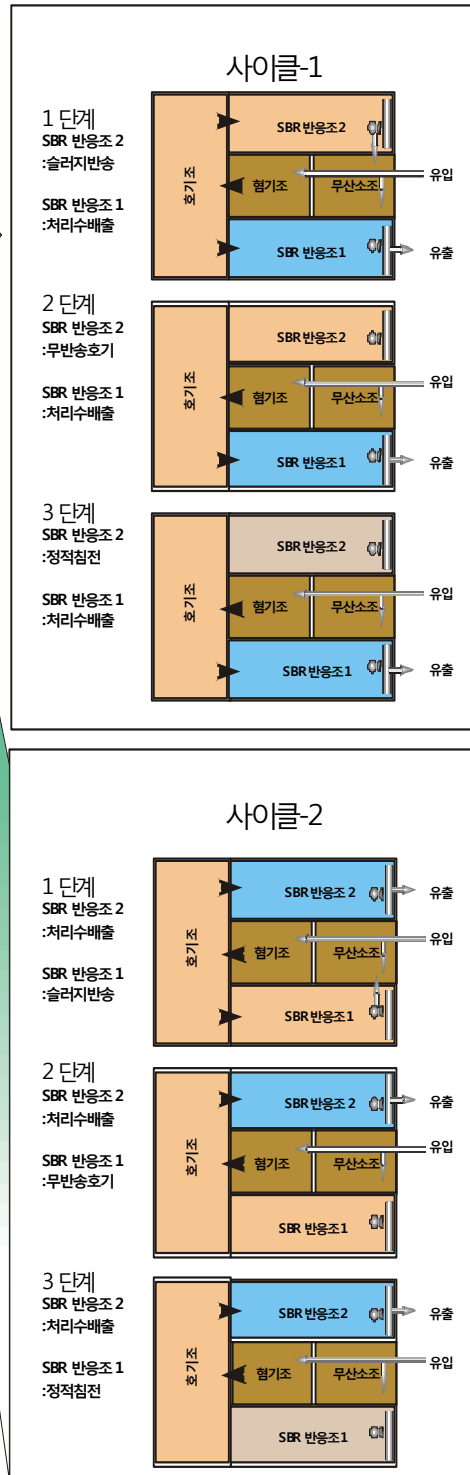 사이클-1
1 단계
SBR 반응조 2
:슬러지반송
SBR 반응조 1
:처리수배출
호기조
SBR 반응조2
혐기조
무산소조
SBR 반응조1
유입
유출
2 단계
SBR 반응조 2
:무반송호기
SBR 반응조 1
:처리수배출
호기조
SBR 반응조2
혐기조
무산소조
SBR 반응조1
유입
유출
3 단계
SBR 반응조 2
:정적침전
SBR 반응조 1
:처리수배출
호기조
SBR 반응조2
혐기조
무산소조
SBR 반응조1
유입
유출
사이클-2
1 단계
SBR 반응조 2
:처리수배출
SBR 반응조 1
:슬러지반송
호기조
SBR 반응조 2
혐기조
무산소조
SBR 반응조1
유출
유입
2 단계
SBR 반응조 2
:처리수배출
SBR 반응조 1
:무반송호기
호기조
SBR 반응조 2
혐기조
무산소조
SBR 반응조1
유출
유입
3 단계
SBR 반응조 2
:처리수배출
SBR 반응조 1
:정적침전
호기조
SBR 반응조2
혐기조
무산소조
SBR 반응조1
유출
유입